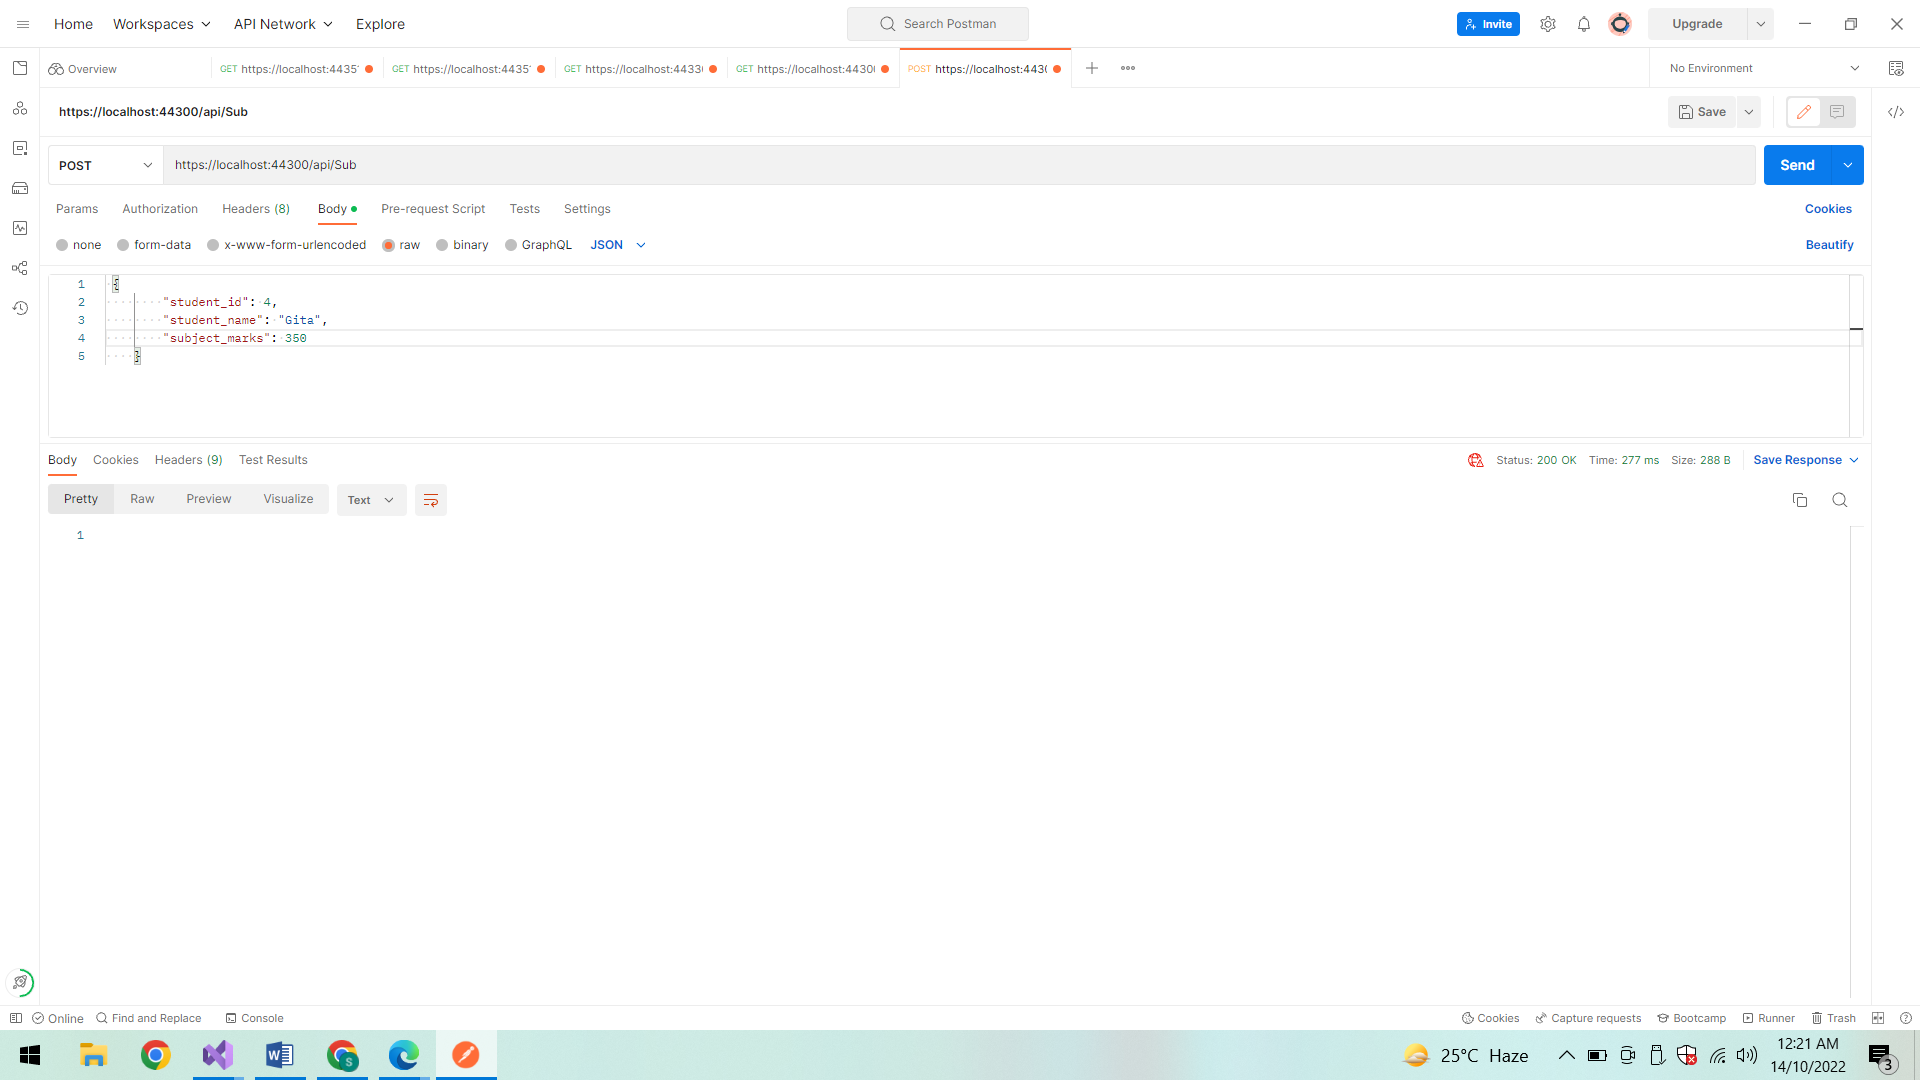 Home Workspaces API Network Explore Search Postman Invite Upgrade
Overview GET https://localhost:4435 GET https://localhost:4435 GET https://localhost:4433 GET https://localhost:4430 POST https://localhost:4430 No Environment
https://localhost:44300/api/Sub Save
POST https://localhost:44300/api/Sub Send
Params Authorization Headers (8) Body Pre-request Script Tests Settings Cookies
none form-data x-www-form-urlencoded raw binary GraphQL JSON Beautify
1 {
2 "student_id": 4,
3 "student_name": "Gita",
4 "subject_marks": 350
5 }
Body Cookies Headers (9) Test Results Status: 200 OK Time: 277 ms Size: 288 B Save Response
Pretty Raw Preview Visualize Text
1
Online Find and Replace Console Cookies Capture requests Bootcamp Runner Trash
25°C Haze 12:21 AM
14/10/2022 3